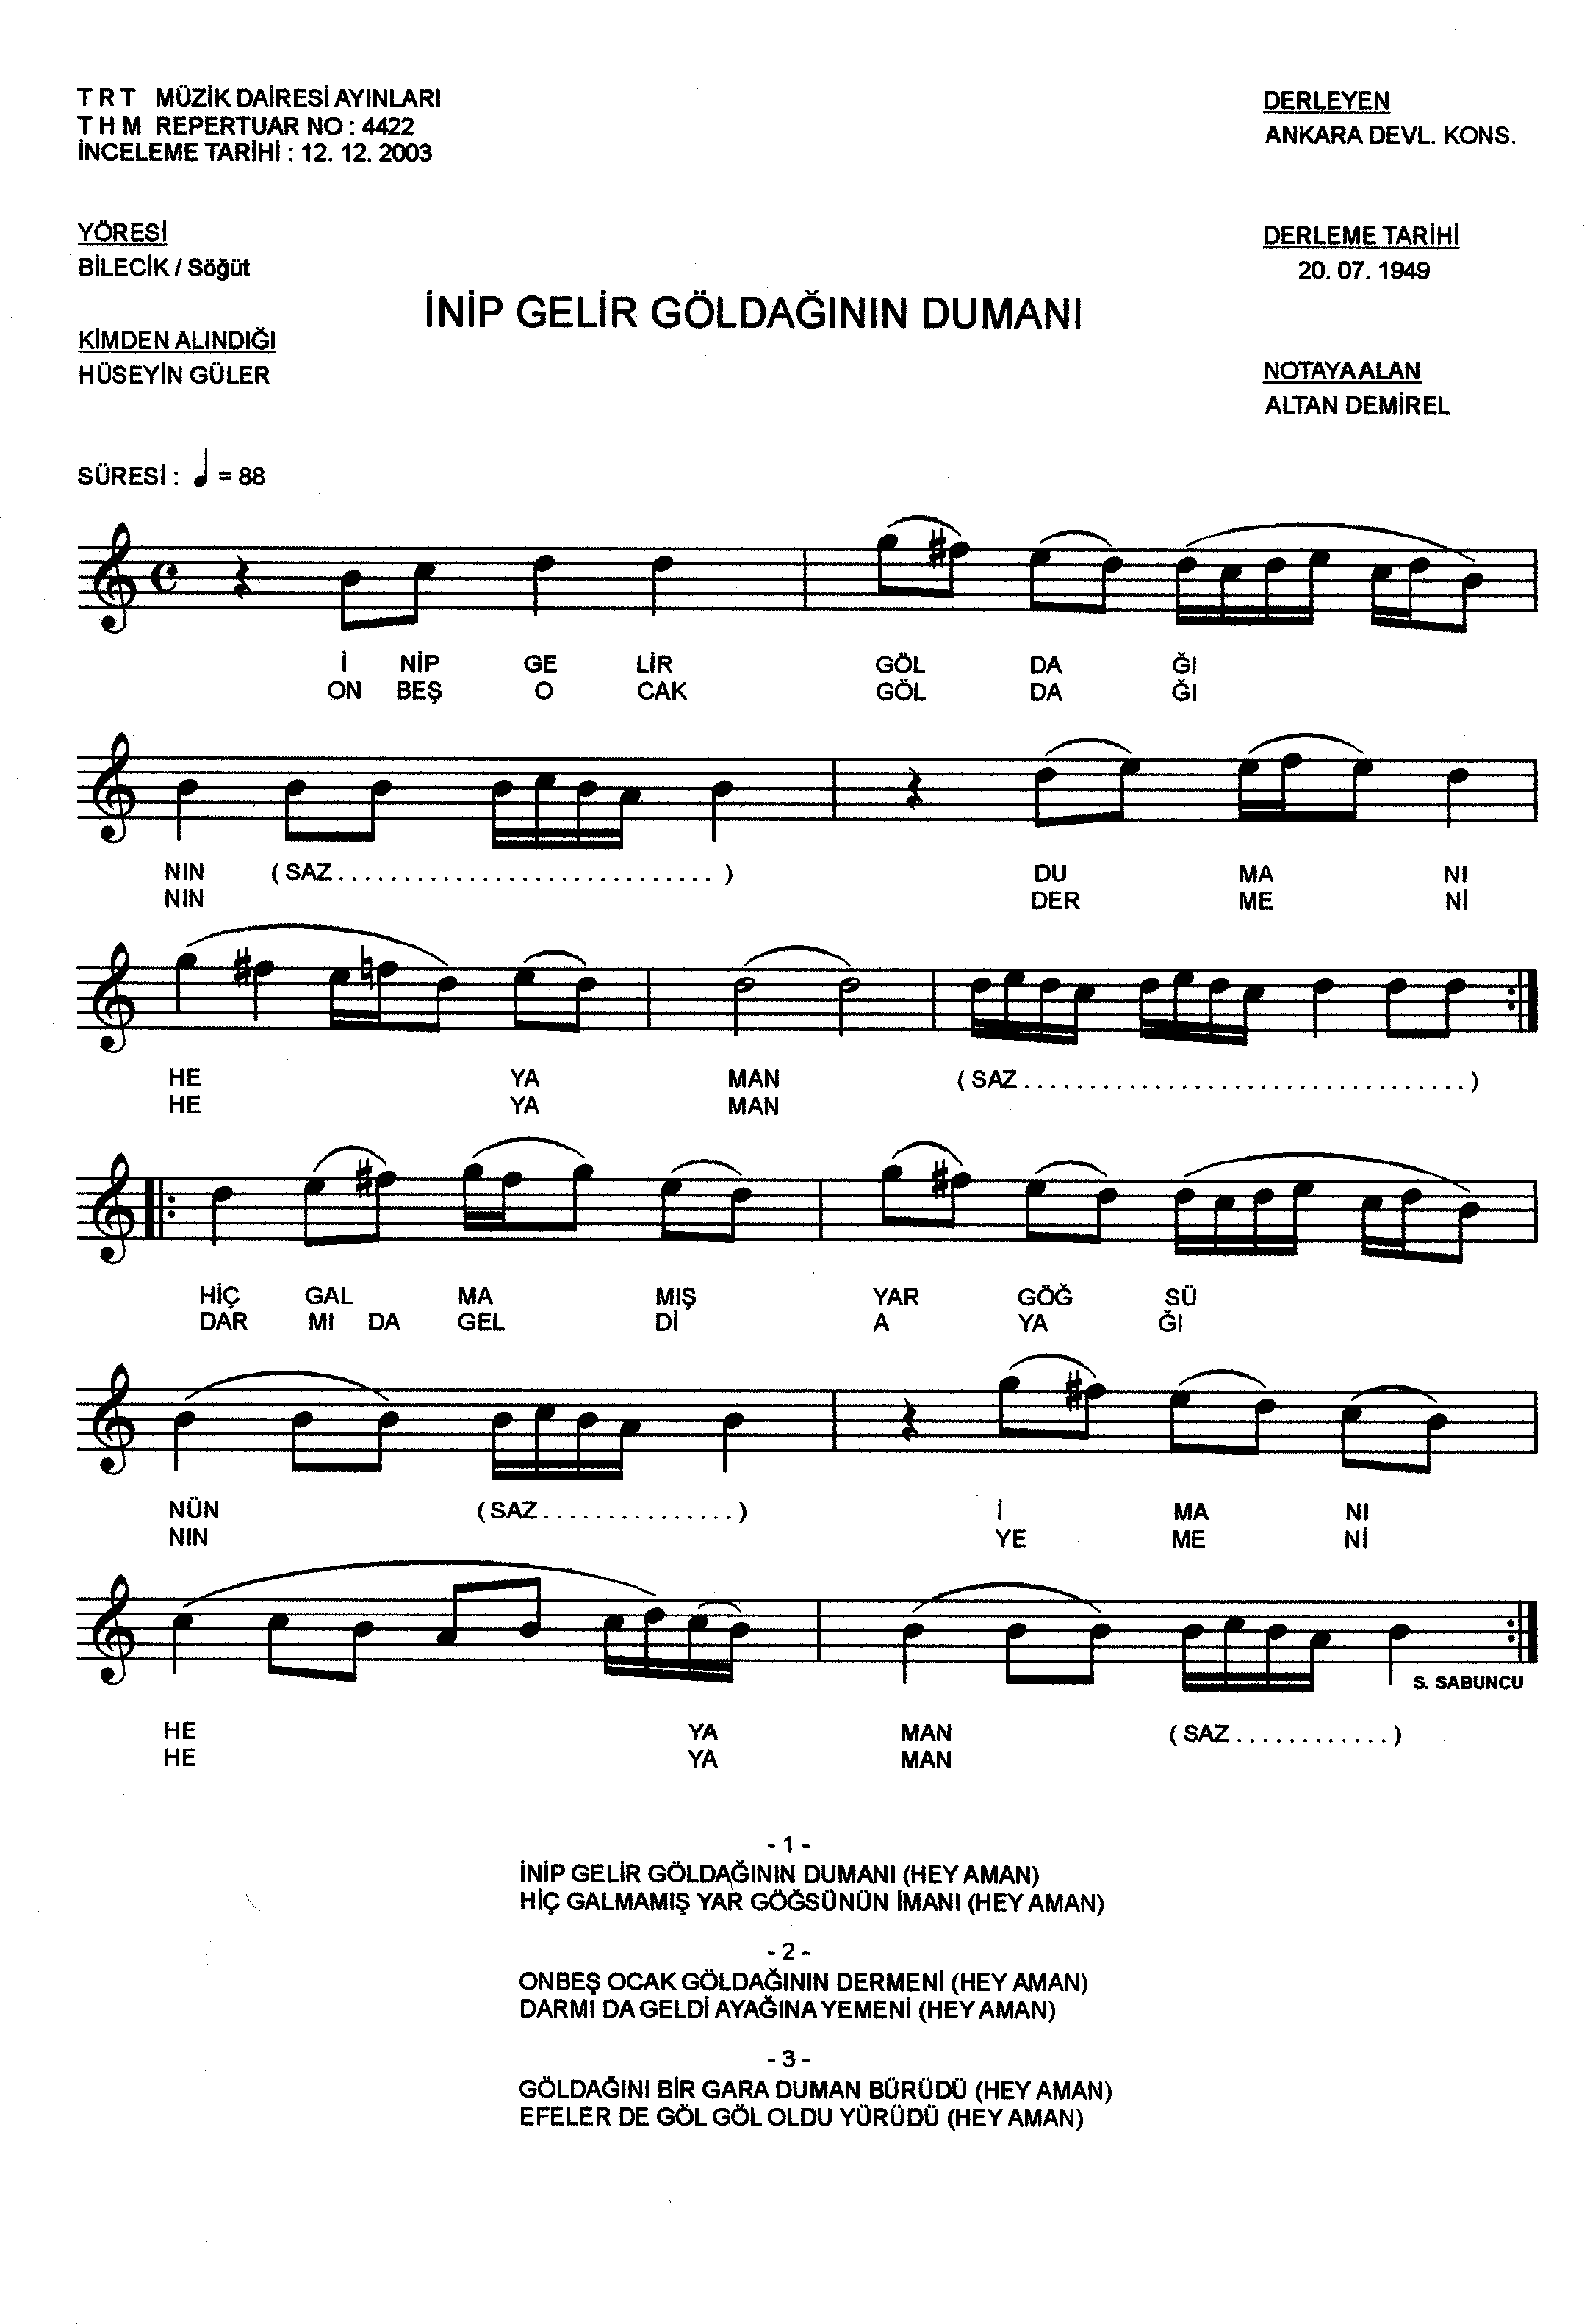 T R T MÜZİK DAİRESİ AYINLARI
T H M REPERTUAR NO : 4422
İNCELEME TARİHİ : 12. 12. 2003
DERLEYEN
ANKARA DEVL. KONS.
YÖRESİ
BİLECİK / Söğüt
DERLEME TARİHİ
20. 07. 1949
İNİP GELİR GÖLDAĞININ DUMANI
KİMDEN ALINDIĞI
HÜSEYİN GÜLER
NOTAYA ALAN
ALTAN DEMİREL
SÜRESİ : ♩ = 88
İ NİP GE LİR GÖL DA ĞI
ON BEŞ O CAK GÖL DA ĞI
NIN ( SAZ . . . . . . . . . . . . . . . . . . . . . . . . . . . . . ) DU MA NI
NIN DER ME Nİ
HE YA MAN ( SAZ . . . . . . . . . . . . . . . . . . . . . . . . . . . . . . . . . . )
HE YA MAN
HİÇ GAL MA MIŞ YAR GÖĞ SÜ
DAR MI DA GEL Dİ A YA ĞI
NÜN ( SAZ . . . . . . . . . . . . . . . ) İ MA NI
NIN YE ME Nİ
S. SABUNCU
HE YA MAN ( SAZ . . . . . . . . . . . . )
HE YA MAN
- 1 -
İNİP GELİR GÖLDAĞININ DUMANI (HEY AMAN)
HİÇ GALMAMIŞ YAR GÖĞSÜNÜN İMANI (HEY AMAN)
- 2 -
ONBEŞ OCAK GÖLDAĞININ DERMENİ (HEY AMAN)
DARMI DA GELDİ AYAĞINA YEMENİ (HEY AMAN)
- 3 -
GÖLDAĞINI BİR GARA DUMAN BÜRÜDÜ (HEY AMAN)
EFELER DE GÖL GÖL OLDU YÜRÜDÜ (HEY AMAN)